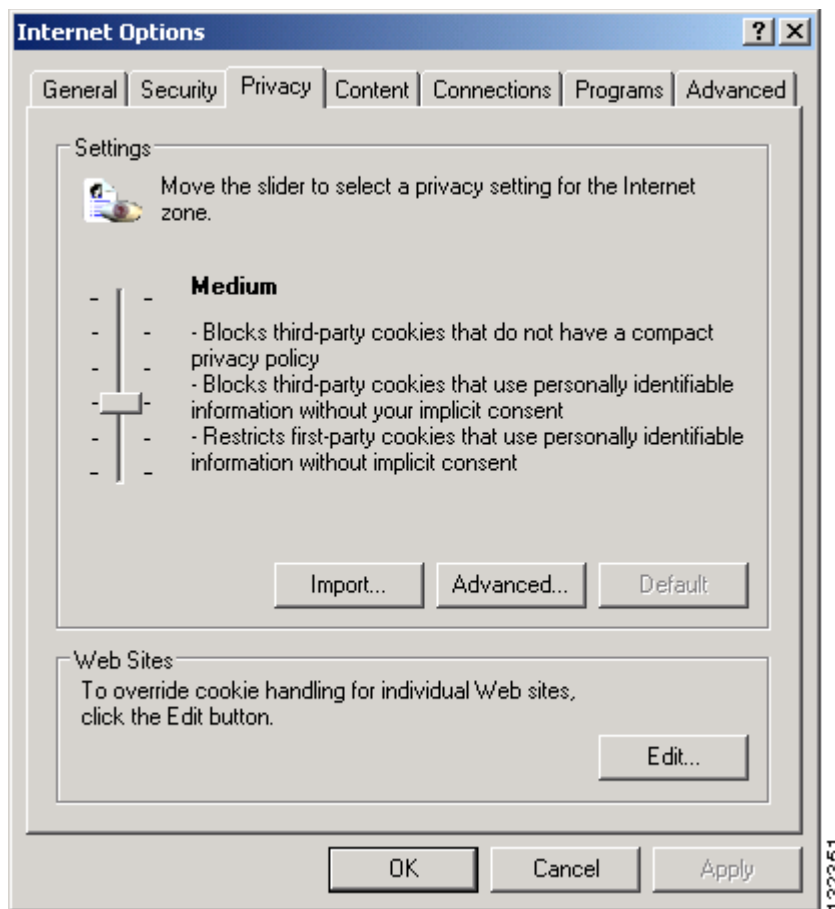 Internet Options
General Security Privacy Content Connections Programs Advanced
Settings
Move the slider to select a privacy setting for the Internet
zone.
Medium
- Blocks third-party cookies that do not have a compact
privacy policy
- Blocks third-party cookies that use personally identifiable
information without your implicit consent
- Restricts first-party cookies that use personally identifiable
information without implicit consent
Import... Advanced... Default
Web Sites
To override cookie handling for individual Web sites,
click the Edit button.
Edit...
OK Cancel Apply